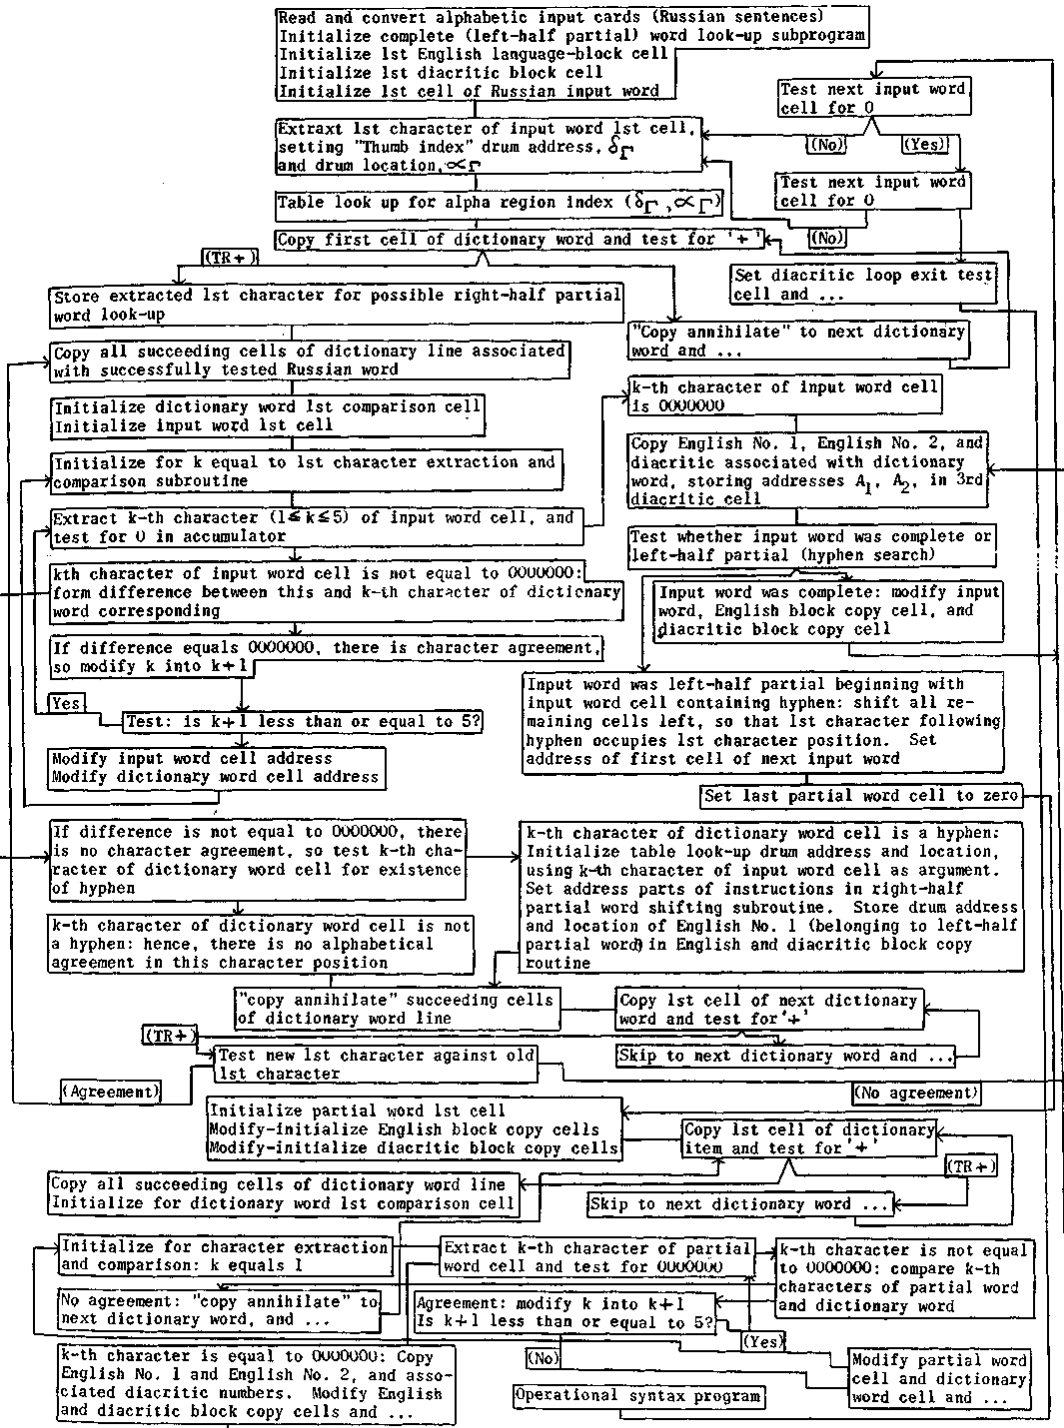 Read and convert alphabetic input cards (Russian sentences)
Initialize complete (left-half partial) word look-up subprogram
Initialize 1st English language-block cell
Initialize 1st diacritic block cell
Initialize 1st cell of Russian input word
Test next input word
cell for 0
Extraxt 1st character of input word 1st cell,
setting "Thumb index" drum address, δΓ
and drum location, ∝Γ
(No)
(Yes)
Test next input word
cell for 0
Table look up for alpha region index (δΓ ,∝Γ)
(No)
Copy first cell of dictionary word and test for '+'
(TR+)
Set diacritic loop exit test
cell and ...
Store extracted 1st character for possible right-half partial
word look-up
"Copy annihilate" to next dictionary
word and ...
Copy all succeeding cells of dictionary line associated
with successfully tested Russian word
k-th character of input word cell
is 0000000
Initialize dictionary word 1st comparison cell
Initialize input word 1st cell
Copy English No. 1, English No. 2, and
diacritic associated with dictionary
word, storing addresses A1, A2, in 3rd
diacritic cell
Initialize for k equal to 1st character extraction and
comparison subroutine
Extract k-th character (1≤k≤5) of input word cell, and
test for 0 in accumulator
Test whether input word was complete or
left-half partial (hyphen search)
kth character of input word cell is not equal to 0000000:
form difference between this and k-th character of dictionary
word corresponding
Input word was complete: modify input
word, English block copy cell, and
diacritic block copy cell
If difference equals 0000000, there is character agreement,
so modify k into k+1
Input word was left-half partial beginning with
input word cell containing hyphen: shift all re-
maining cells left, so that 1st character following
hyphen occupies 1st character position. Set
address of first cell of next input word
Yes
Test: is k+1 less than or equal to 5?
Modify input word cell address
Modify dictionary word cell address
Set last partial word cell to zero
If difference is not equal to 0000000, there
is no character agreement, so test k-th cha-
racter of dictionary word cell for existence
of hyphen
k-th character of dictionary word cell is a hyphen:
Initialize table look-up drum address and location,
using k-th character of input word cell as argument.
Set address parts of instructions in right-half
partial word shifting subroutine. Store drum address
and location of English No. 1 (belonging to left-half
partial word) in English and diacritic block copy
routine
k-th character of dictionary word cell is not
a hyphen: hence, there is no alphabetical
agreement in this character position
"copy annihilate" succeeding cells
of dictionary word line
Copy 1st cell of next dictionary
word and test for '+'
(TR+)
Test new 1st character against old
1st character
Skip to next dictionary word and ...
(Agreement)
(No agreement)
Initialize partial word 1st cell
Modify-initialize English block copy cells
Modify-initialize diacritic block copy cells
Copy 1st cell of dictionary
item and test for '+'
(TR+)
Copy all succeeding cells of dictionary word line
Initialize for dictionary word 1st comparison cell
Skip to next dictionary word ...
Initialize for character extraction
and comparison: k equals 1
Extract k-th character of partial
word cell and test for 0000000
k-th character is not equal
to 0000000: compare k-th
characters of partial word
and dictionary word
No agreement: "copy annihilate" to
next dictionary word, and ...
Agreement: modify k into k+1
Is k+1 less than or equal to 5?
(Yes)
(No)
k-th character is equal to 0000000: Copy
English No. 1 and English No. 2, and asso-
ciated diacritic numbers. Modify English
and diacritic block copy cells and ...
Modify partial word
cell and dictionary
word cell and ...
Operational syntax program